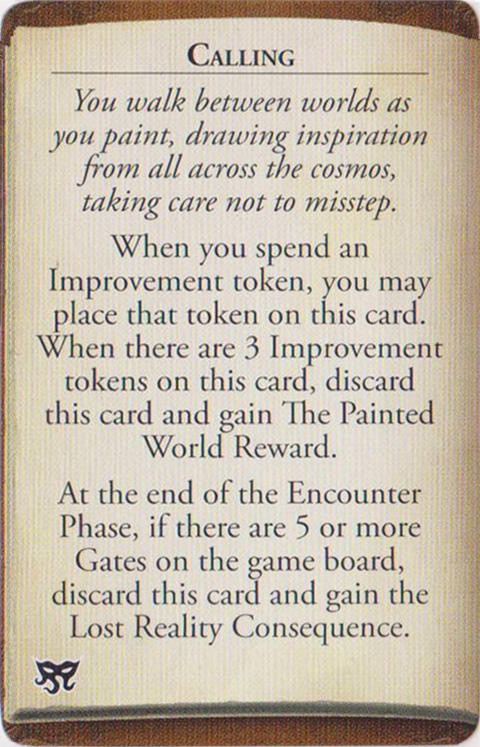 CALLING
You walk between worlds as
you paint, drawing inspiration
from all across the cosmos,
taking care not to misstep.
When you spend an
Improvement token, you may
place that token on this card.
When there are 3 Improvement
tokens on this card, discard
this card and gain The Painted
World Reward.
At the end of the Encounter
Phase, if there are 5 or more
Gates on the game board,
discard this card and gain the
Lost Reality Consequence.